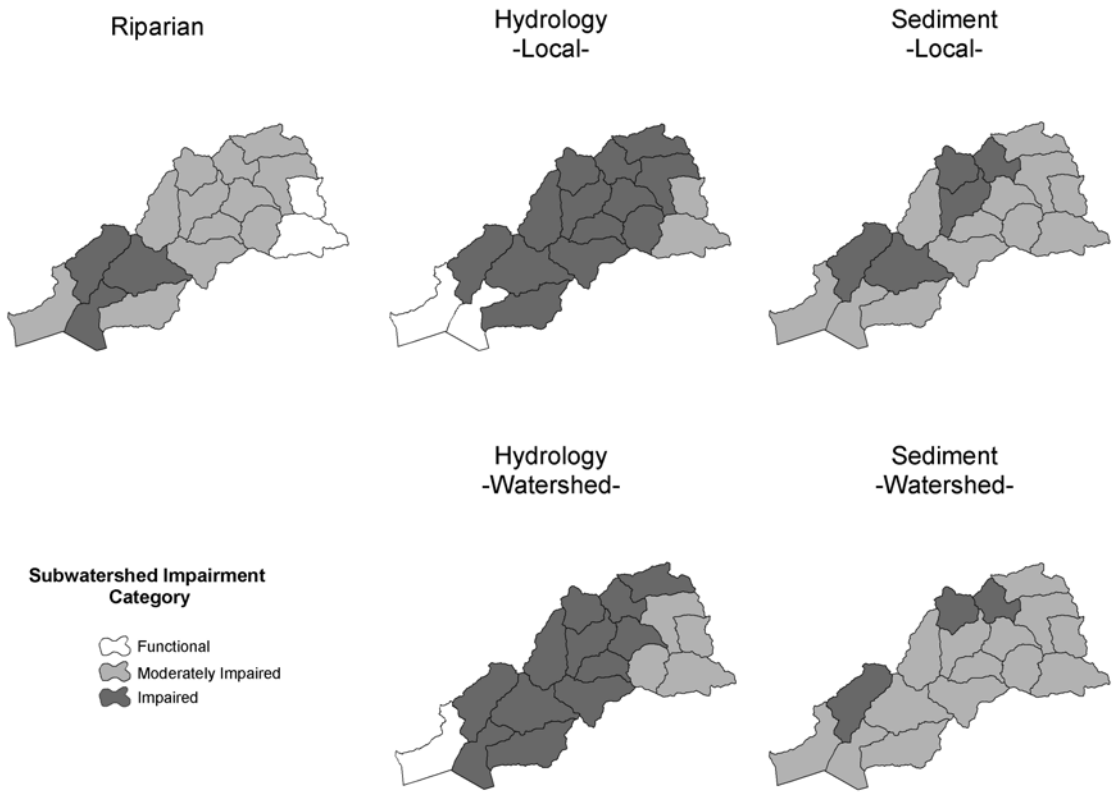 Riparian
Hydrology
-Local-
Sediment
-Local-
Hydrology
-Watershed-
Sediment
-Watershed-
Subwatershed Impairment
Category
Functional
Moderately Impaired
Impaired